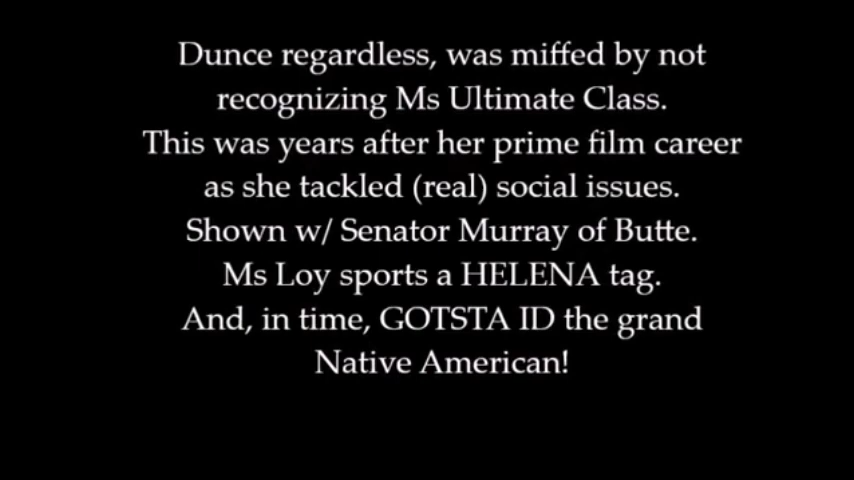 Dunce regardless, was miffed by not
recognizing Ms Ultimate Class.
This was years after her prime film career
as she tackled (real) social issues.
Shown w/ Senator Murray of Butte.
Ms Loy sports a HELENA tag.
And, in time, GOTSTA ID the grand
Native American!